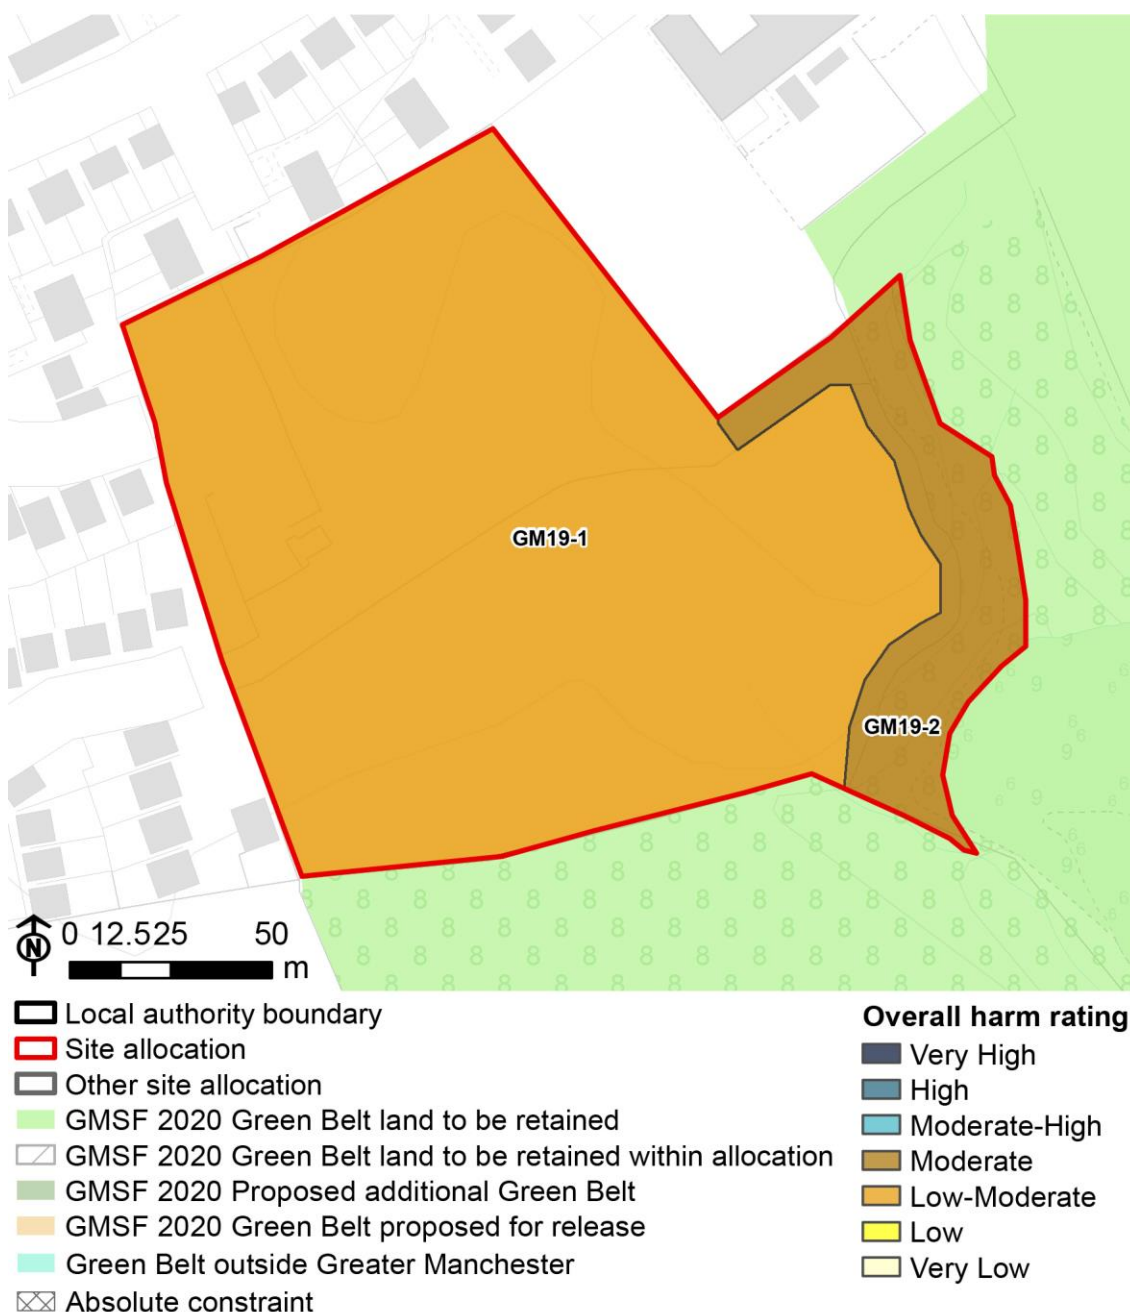 GM19-1
GM19-2
N
0 12.525 50
m
Local authority boundary
Site allocation
Other site allocation
GMSF 2020 Green Belt land to be retained
GMSF 2020 Green Belt land to be retained within allocation
GMSF 2020 Proposed additional Green Belt
GMSF 2020 Green Belt proposed for release
Green Belt outside Greater Manchester
Absolute constraint
Overall harm rating
Very High
High
Moderate-High
Moderate
Low-Moderate
Low
Very Low